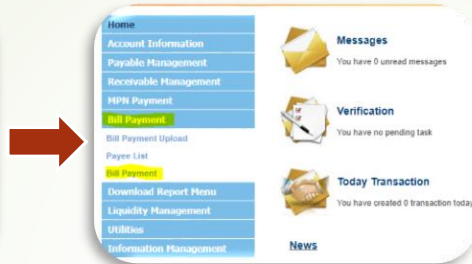 Home
Account Information
Payable Management
Receivable Management
MPN Payment
Bill Payment
Bill Payment Upload
Payee List
Bill Payment
Download Report Menu
Liquidity Management
Utilities
Information Management
Messages
You have 0 unread messages
Verification
You have no pending task
Today Transaction
You have created 0 transaction today
News